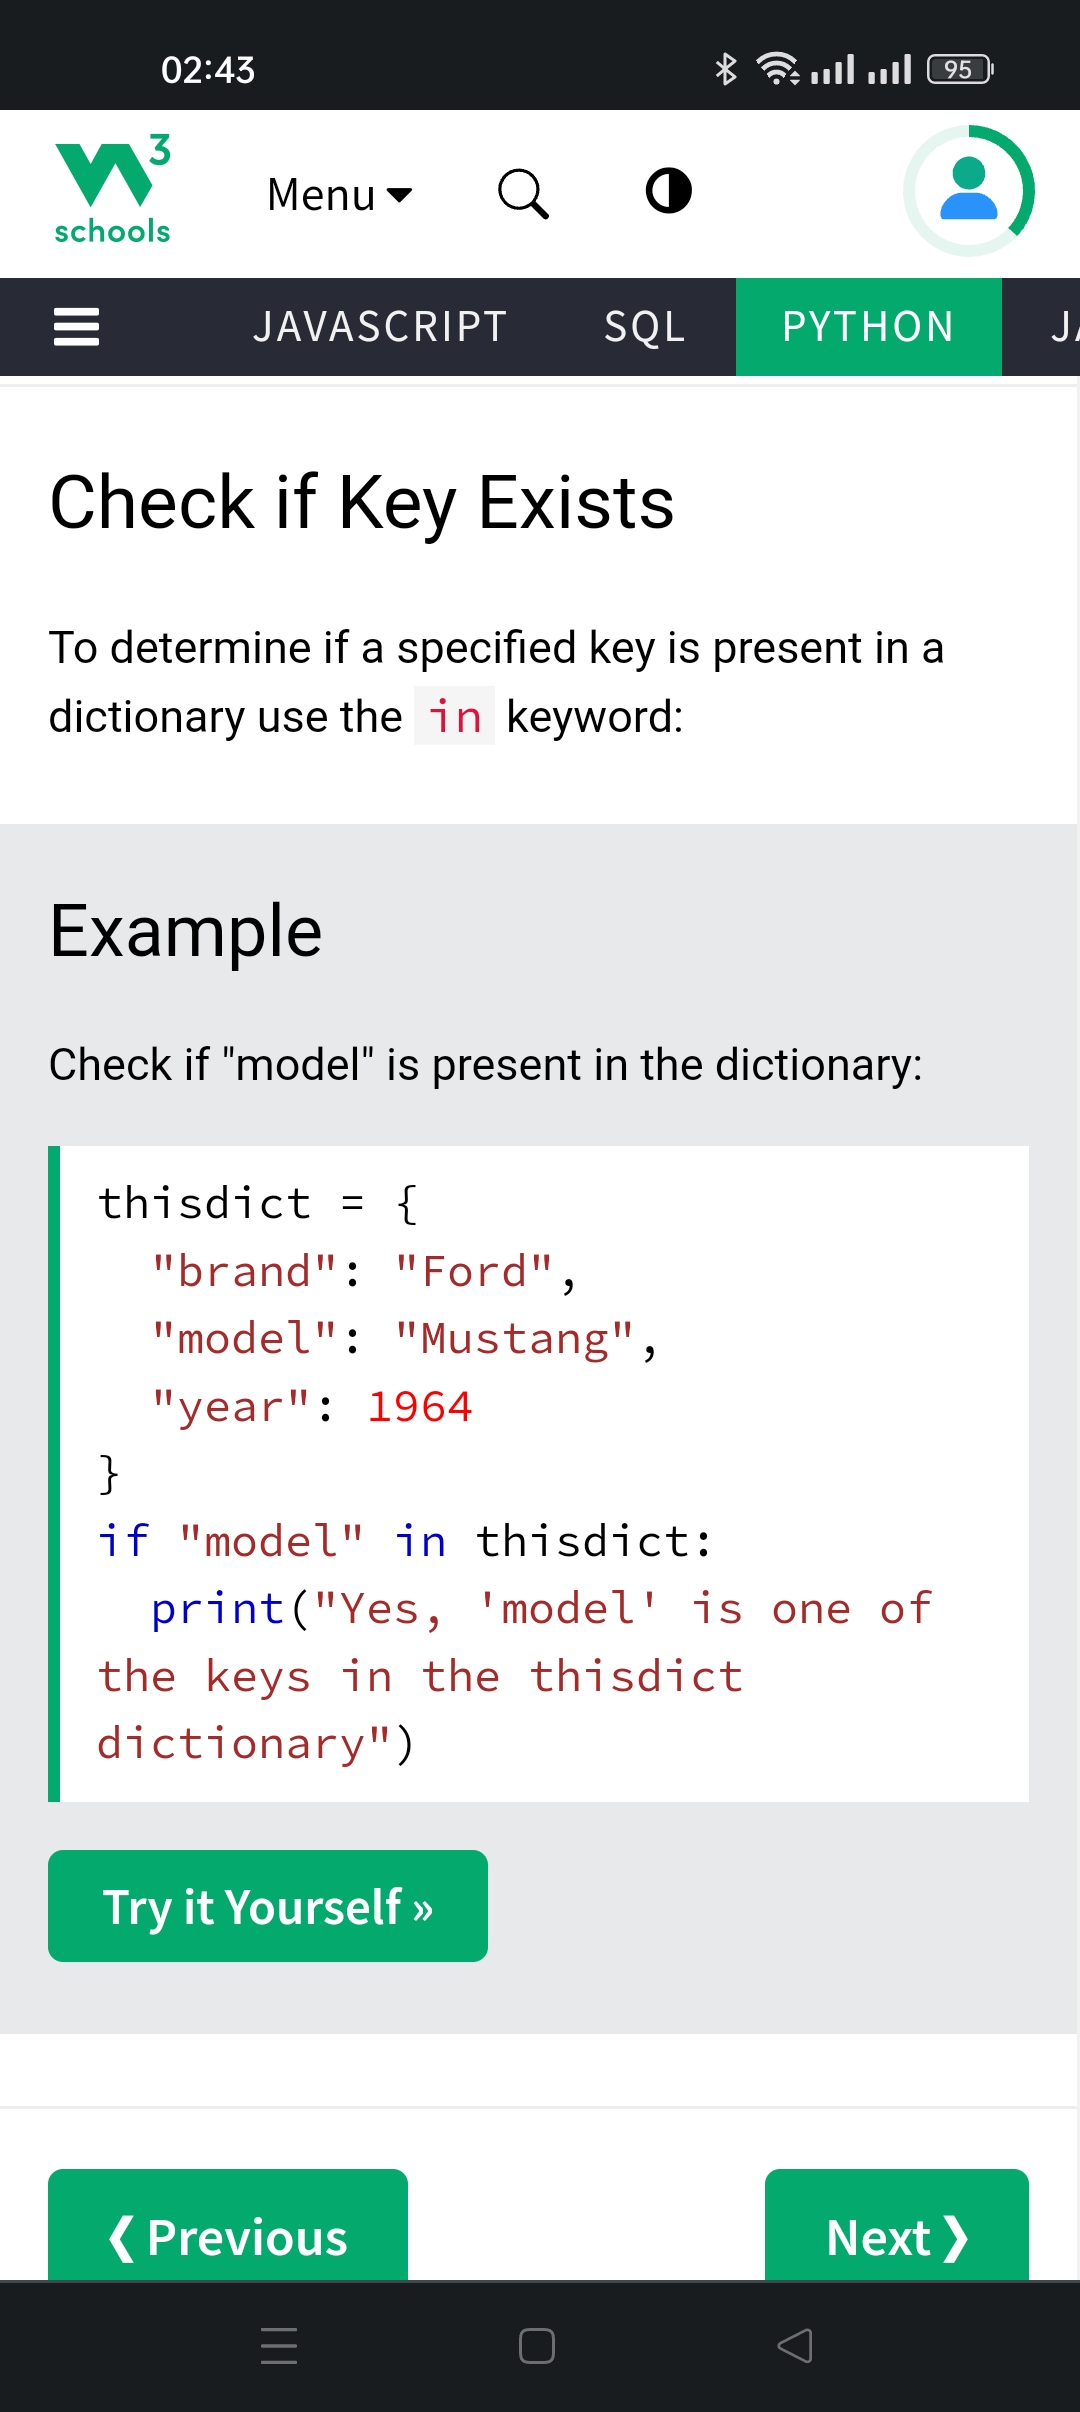 02:43
95
W3
schools
Menu
JAVASCRIPT SQL PYTHON JA
Check if Key Exists
To determine if a specified key is present in a
dictionary use the in keyword:
Example
Check if "model" is present in the dictionary:
thisdict = {
  "brand": "Ford",
  "model": "Mustang",
  "year": 1964
}
if "model" in thisdict:
  print("Yes, 'model' is one of
the keys in the thisdict
dictionary")
Try it Yourself »
❮ Previous
Next ❯